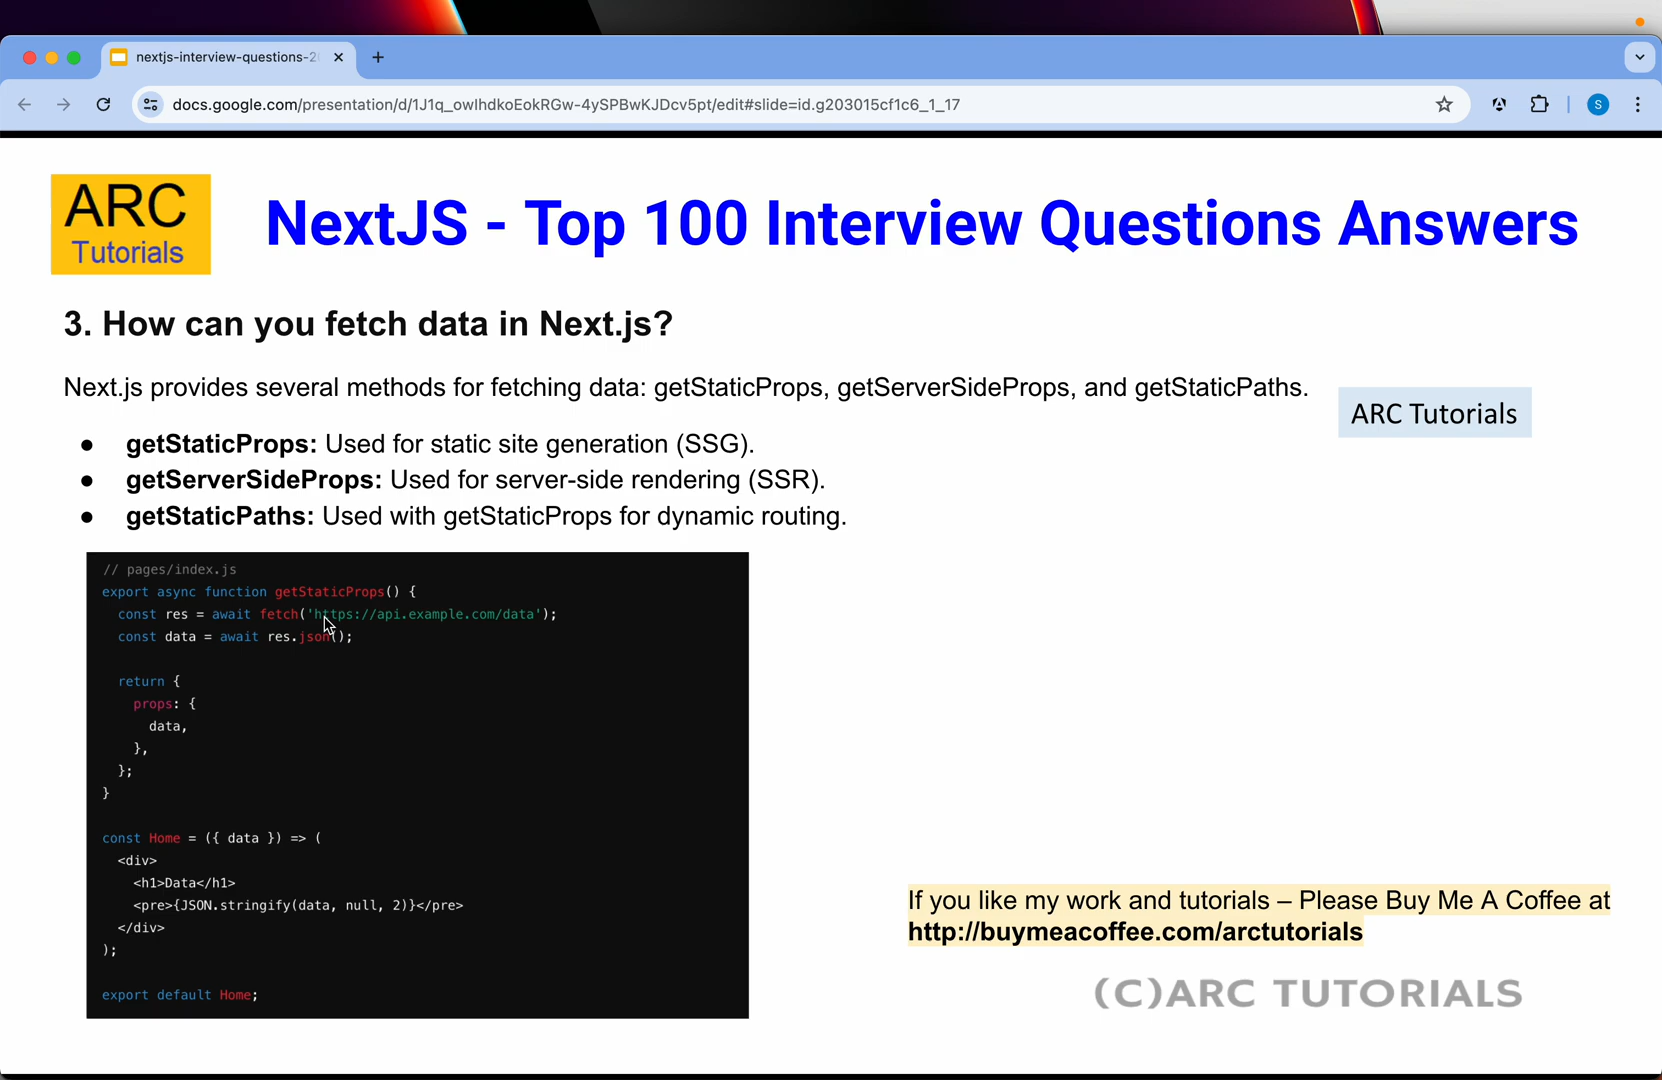 nextjs-interview-questions-2
docs.google.com/presentation/d/1J1q_owlhdkoEokRGw-4ySPBwKJDcv5pt/edit#slide=id.g203015cf1c6_1_17
S
ARC
Tutorials
NextJS - Top 100 Interview Questions Answers
3. How can you fetch data in Next.js?
Next.js provides several methods for fetching data: getStaticProps, getServerSideProps, and getStaticPaths.
ARC Tutorials
● getStaticProps: Used for static site generation (SSG).
● getServerSideProps: Used for server-side rendering (SSR).
● getStaticPaths: Used with getStaticProps for dynamic routing.
// pages/index.js
export async function getStaticProps() {
const res = await fetch('https://api.example.com/data');
const data = await res.json();
return {
props: {
data,
},
};
}
const Home = ({ data }) => (
<div>
<h1>Data</h1>
<pre>{JSON.stringify(data, null, 2)}</pre>
</div>
);
export default Home;
If you like my work and tutorials – Please Buy Me A Coffee at
http://buymeacoffee.com/arctutorials
(C)ARC TUTORIALS